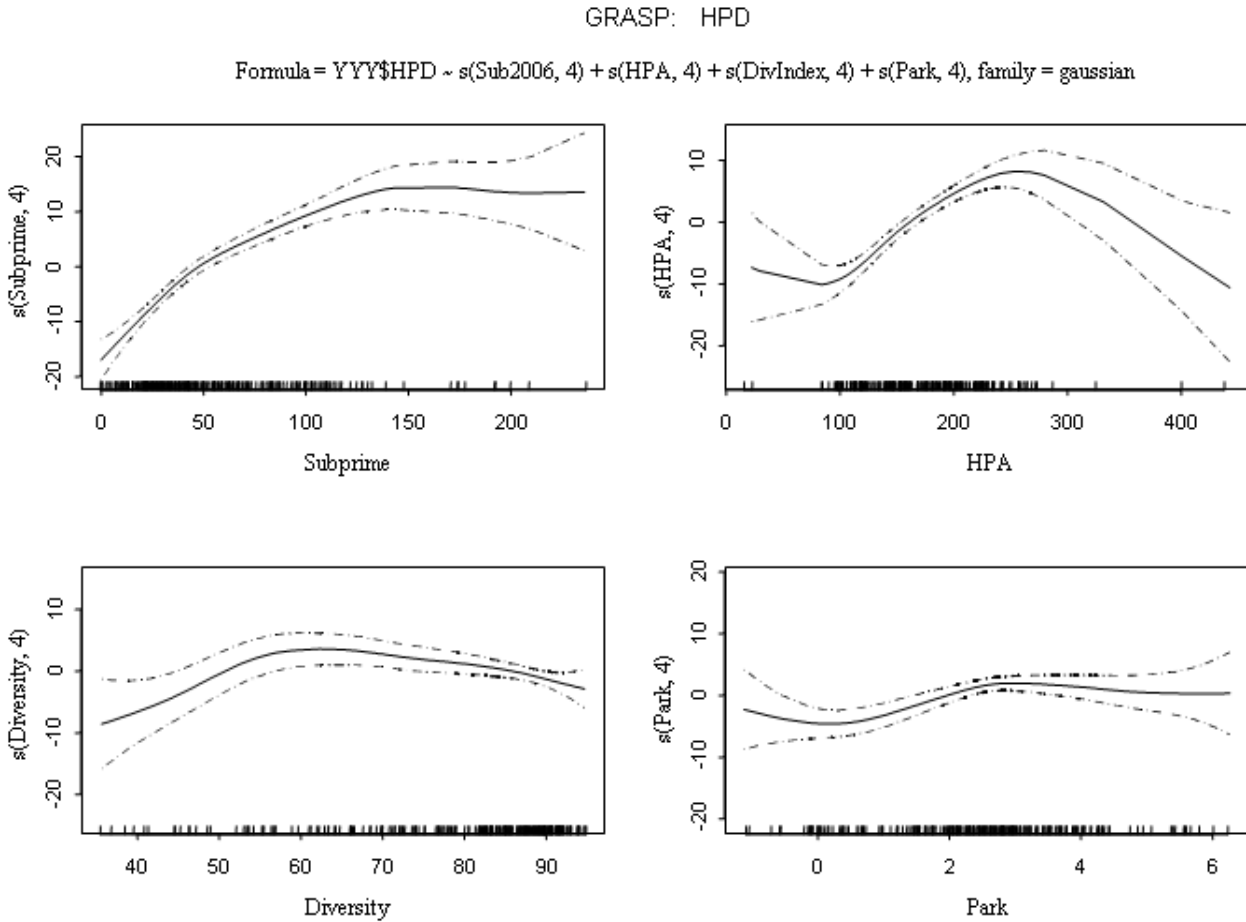 GRASP: HPD
Formula = YYY$HPD ~ s(Sub2006, 4) + s(HPA, 4) + s(DivIndex, 4) + s(Park, 4), family = gaussian
s(Subprime, 4)
20
10
0
-10
-20
0 50 100 150 200
Subprime
s(HPA, 4)
10
0
-10
-20
0 100 200 300 400
HPA
s(Diversity, 4)
10
0
-10
-20
40 50 60 70 80 90
Diversity
s(Park, 4)
20
10
0
-10
-20
0 2 4 6
Park